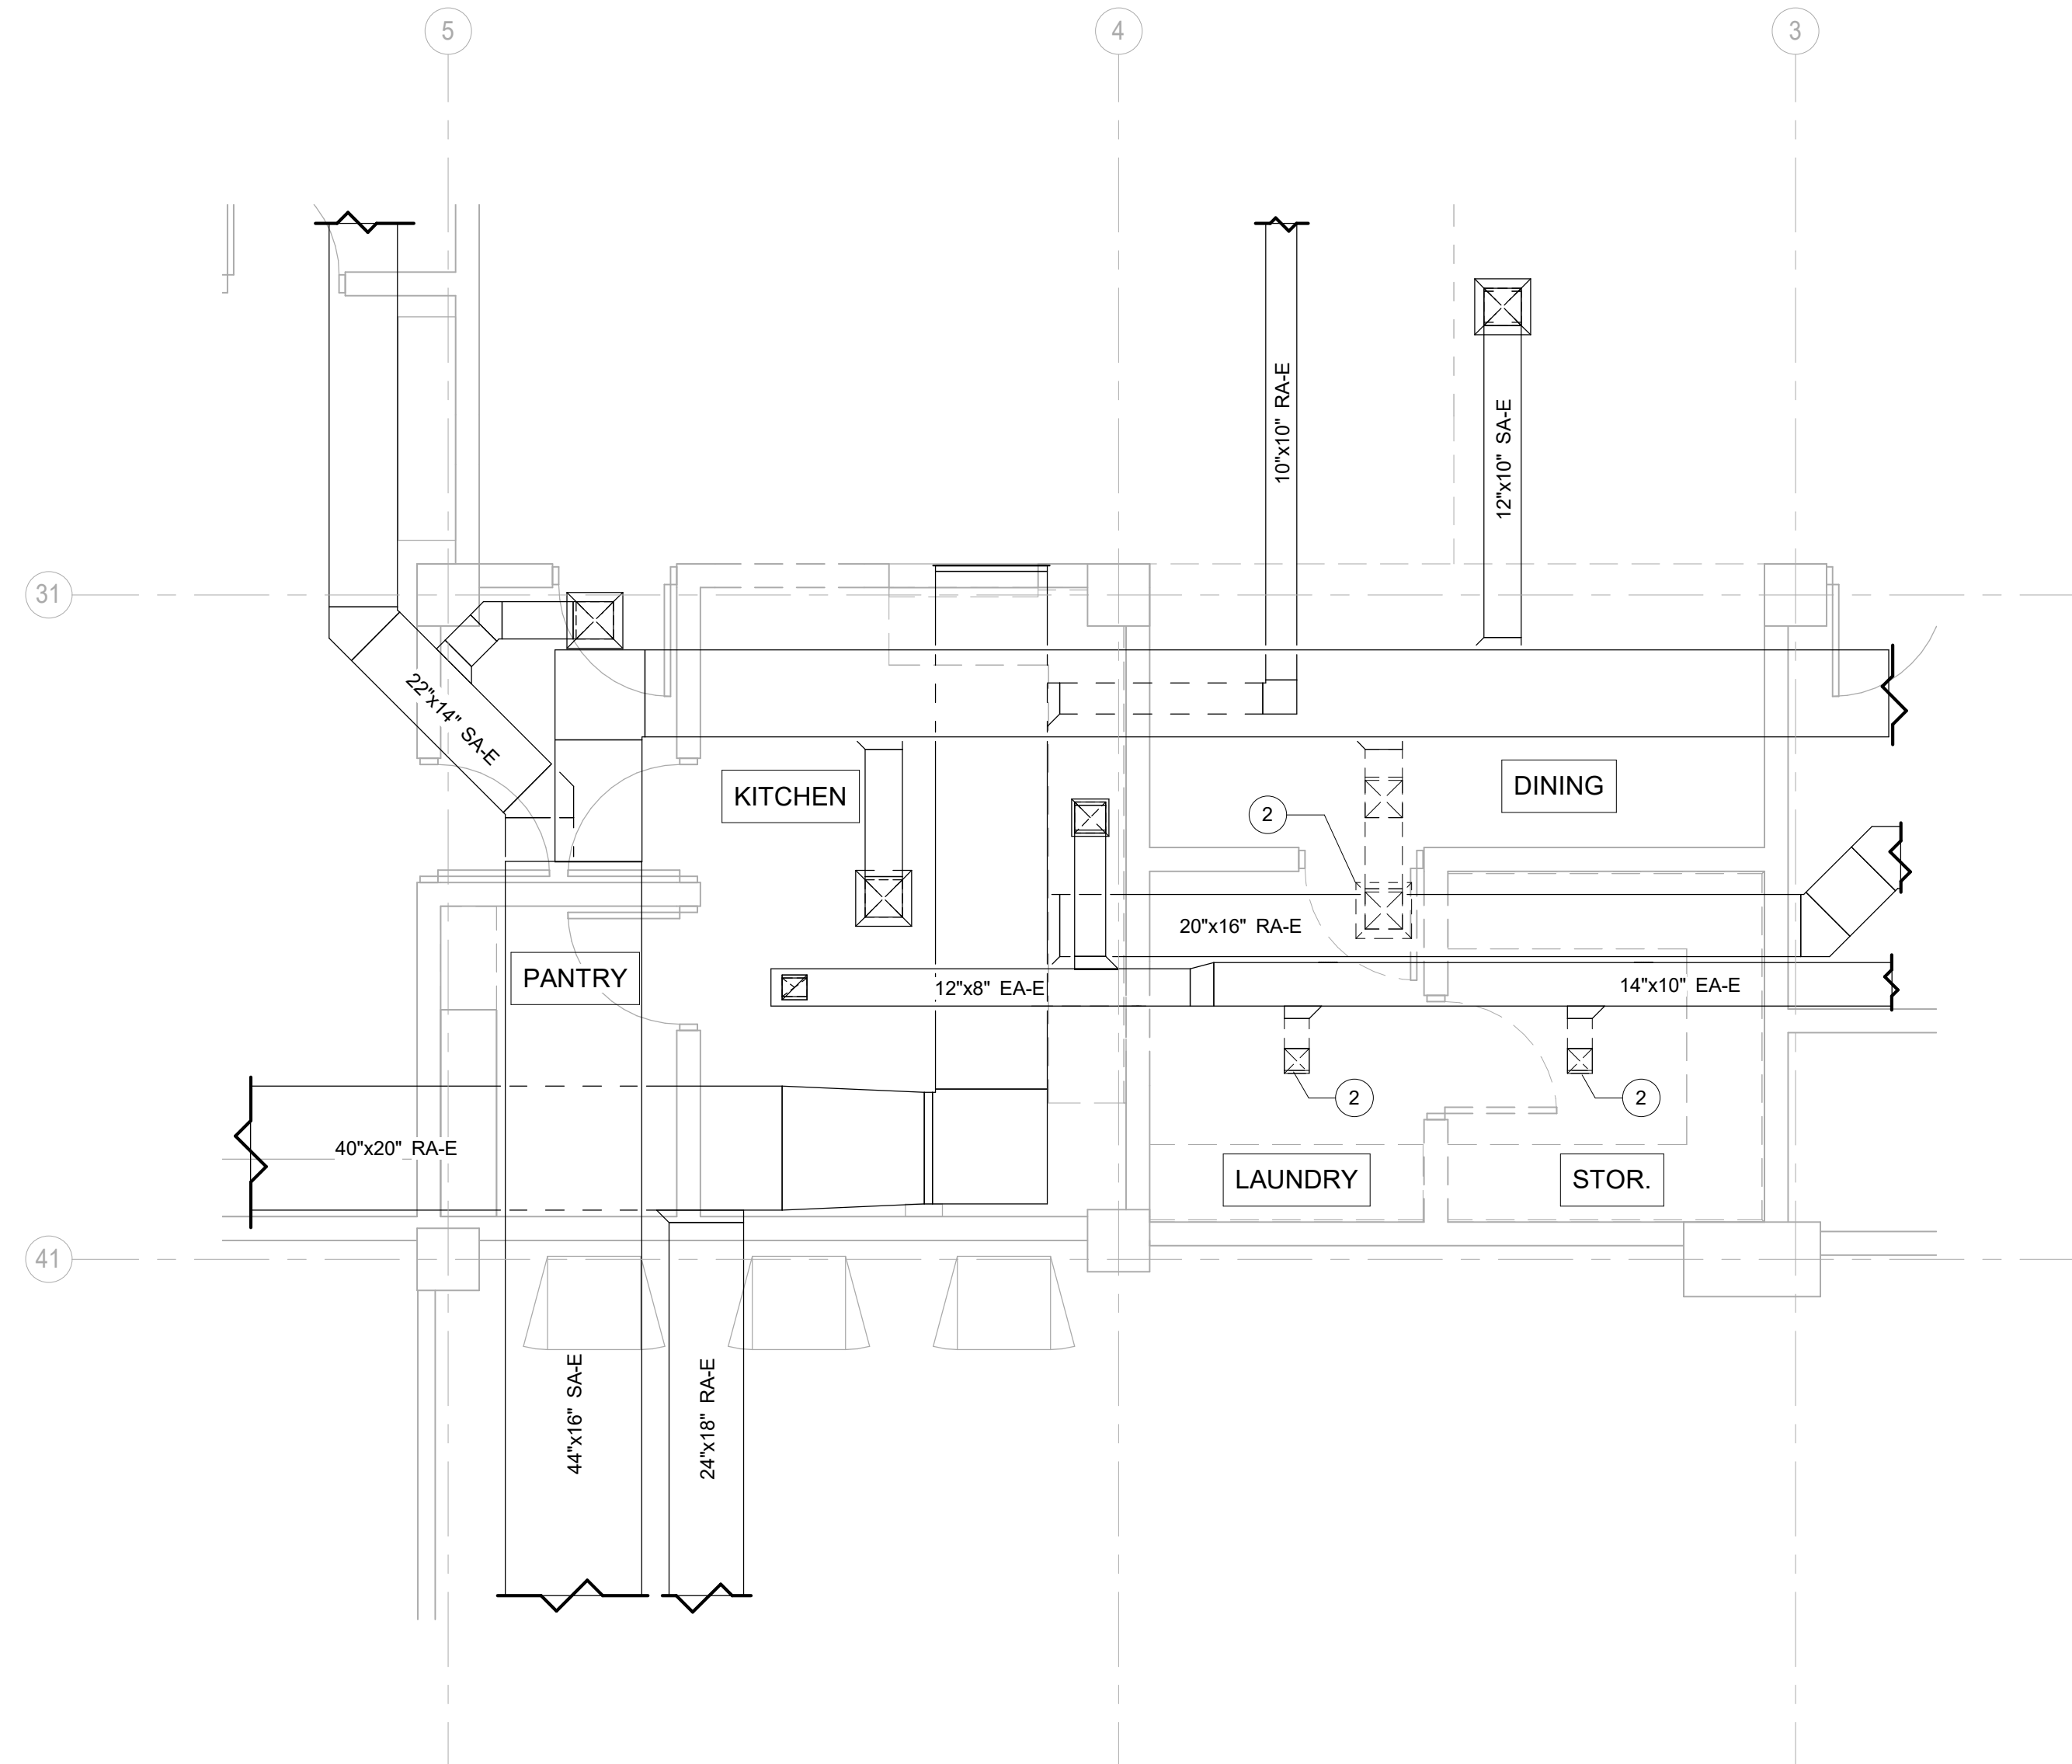 5
4
3
10"x10" RA-E
12"x10" SA-E
31
22"x14" SA-E
KITCHEN
DINING
2
20"x16" RA-E
PANTRY
12"x8" EA-E
14"x10" EA-E
2
2
40"x20" RA-E
LAUNDRY
STOR.
41
44"x16" SA-E
24"x18" RA-E